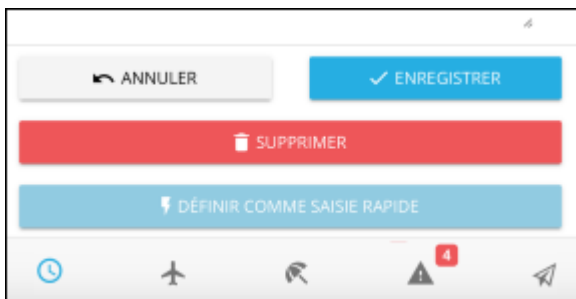 ANNULER
ENREGISTRER
SUPPRIMER
DÉFINIR COMME SAISIE RAPIDE
4